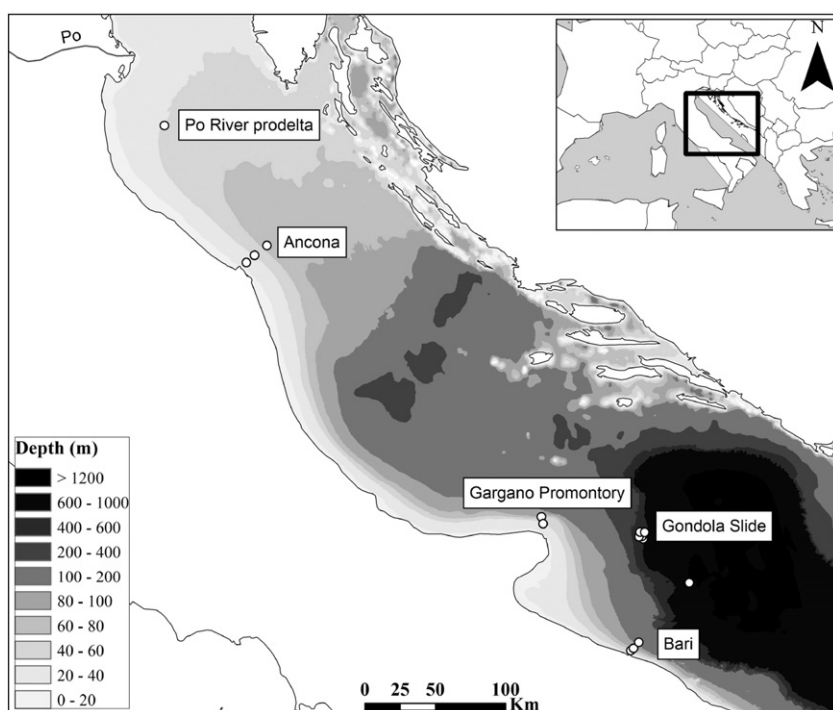 Po
N
Po River prodelta
Ancona
Gargano Promontory
Gondola Slide
Bari
Depth (m)
> 1200
600 - 1000
400 - 600
200 - 400
100 - 200
80 - 100
60 - 80
40 - 60
20 - 40
0 - 20
0 25 50 100
Km